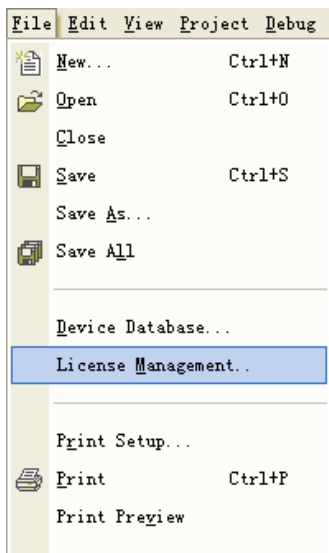 File Edit View Project Debug
New... Ctrl+N
Open Ctrl+O
Close
Save Ctrl+S
Save As...
Save All
Device Database...
License Management..
Print Setup...
Print Ctrl+P
Print Preview